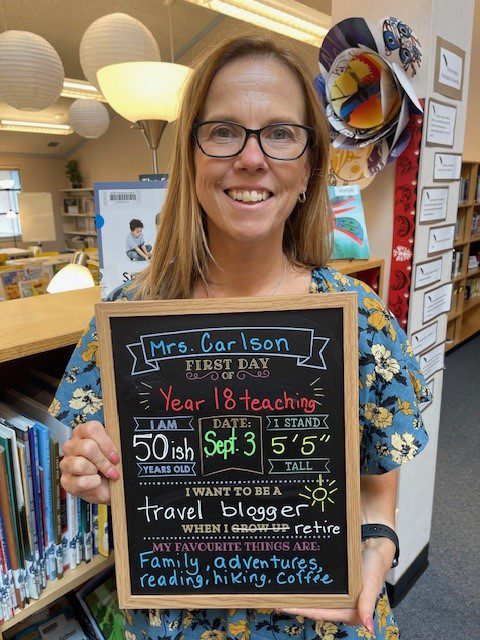 Mrs. Carlson
FIRST DAY
OF
Year 18 teaching
I AM
50ish
YEARS OLD
DATE:
Sept. 3
I STAND
5'5"
TALL
I WANT TO BE A
travel blogger
WHEN I GROW UP retire
MY FAVOURITE THINGS ARE:
Family, adventures,
reading, hiking, coffee